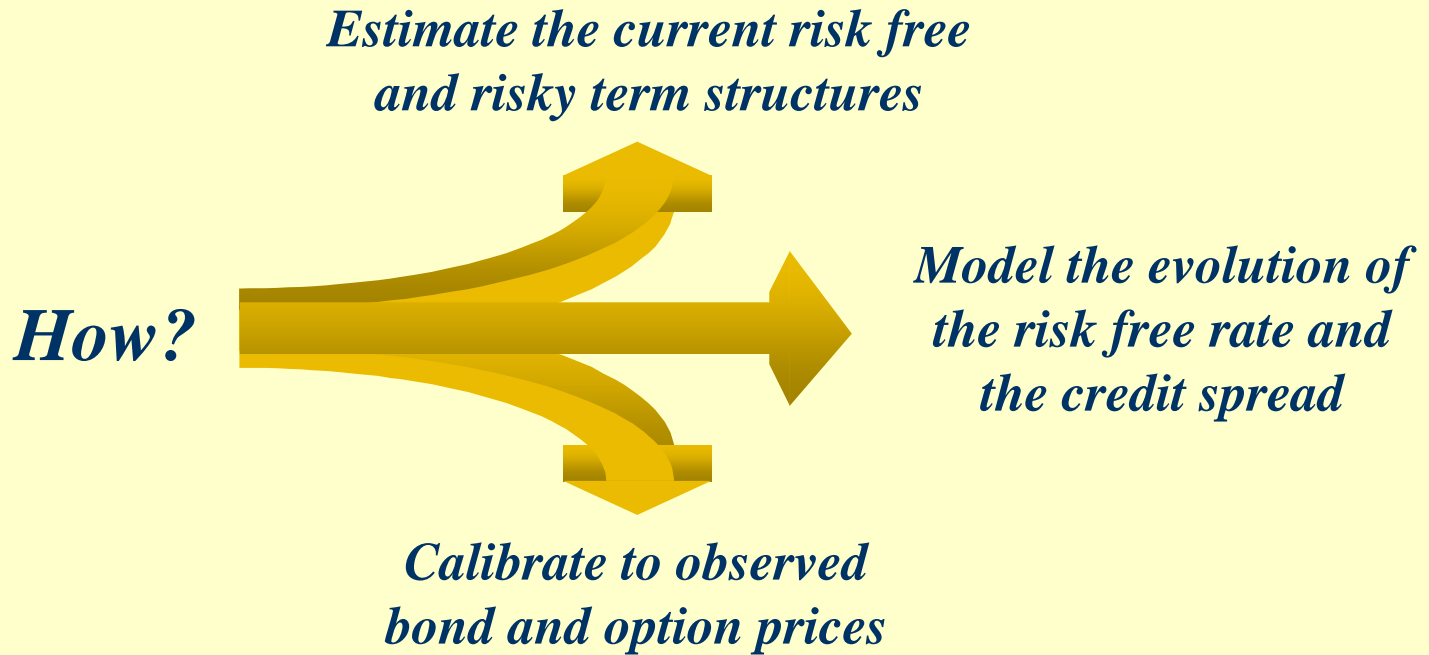 Estimate the current risk free
and risky term structures
How?
Model the evolution of
the risk free rate and
the credit spread
Calibrate to observed
bond and option prices